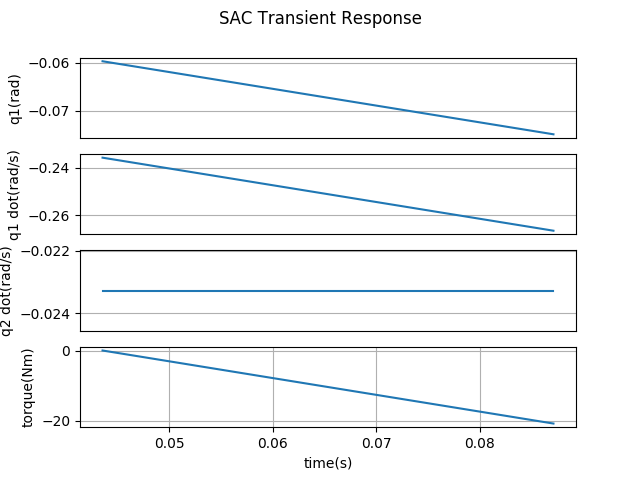 SAC Transient Response
q1(rad)
−0.06
−0.07
q1 dot(rad/s)
−0.24
−0.26
q2 dot(rad/s)
−0.022
−0.024
torque(Nm)
0
−20
0.05 0.06 0.07 0.08
time(s)